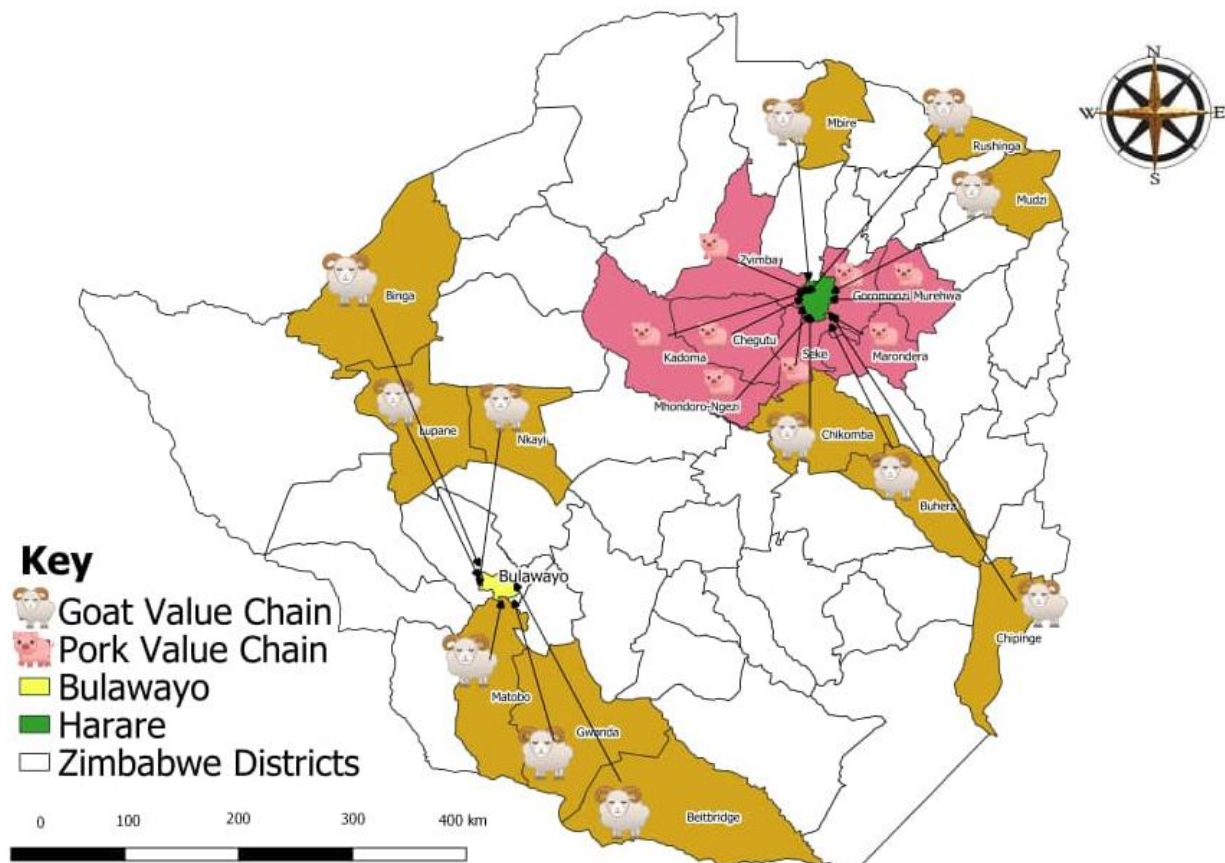 N
W
E
S
Mbire
Rushinga
Mudzi
Zvimbay
Binga
Goromonzi Murehwa
Chegutu
Kadoma
Seke
Marondera
Mhondoro-Ngezi
Lupane
Nkayi
Chikomba
Buhera
Bulawayo
Chipinge
Matobo
Gwanda
Beitbridge
Key
Goat Value Chain
Pork Value Chain
Bulawayo
Harare
Zimbabwe Districts
0 100 200 300 400 km